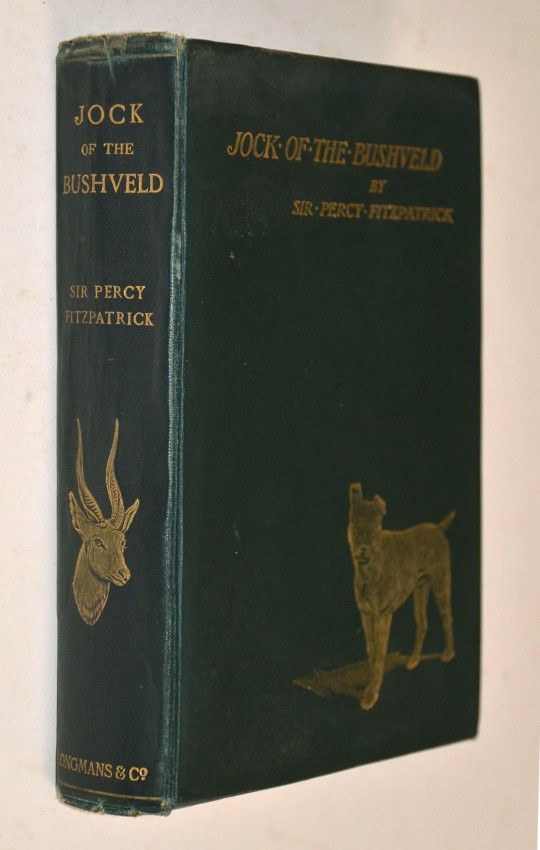 JOCK
OF THE
BUSHVELD
SIR PERCY
FITZPATRICK
LONGMANS & Cº
JOCK·OF·THE·BUSHVELD
BY
SIR·PERCY·FITZPATRICK